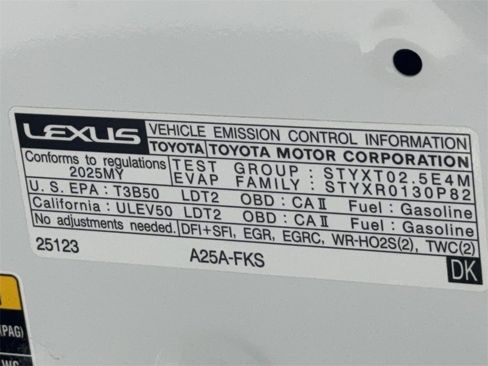 LEXUS VEHICLE EMISSION CONTROL INFORMATION
TOYOTA TOYOTA MOTOR CORPORATION
Conforms to regulations
2025MY
TEST GROUP : STYXT02.5E4M
EVAP FAMILY : STYXR0130P82
U.S. EPA : T3B50 LDT2 OBD : CA II Fuel : Gasoline
California : ULEV50 LDT2 OBD : CA II Fuel : Gasoline
No adjustments needed. DFI+SFI, EGR, EGRC, WR-HO2S(2), TWC(2)
25123 A25A-FKS DK
(PAG)